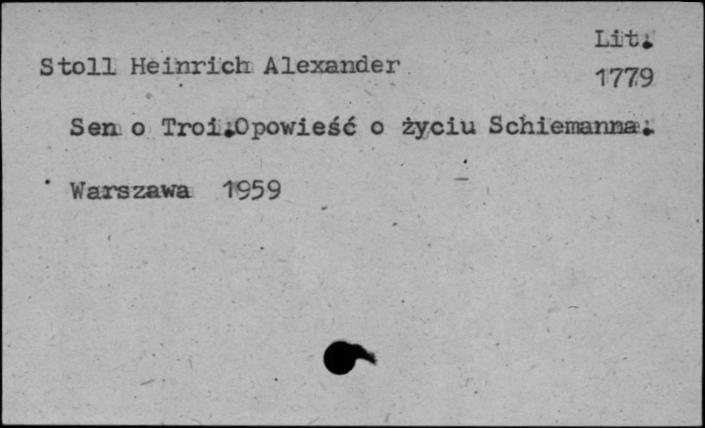 Lit.
Stoll Heinrich Alexander
1779
Sen o Troi.Opowieść o życiu Schiemanna.
Warszawa 1959